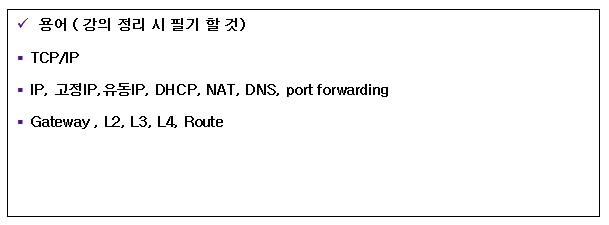 ✓ 용어 ( 강의 정리 시 필기 할 것)
▪ TCP/IP
▪ IP, 고정IP,유동IP, DHCP, NAT, DNS, port forwarding
▪ Gateway , L2, L3, L4, Route